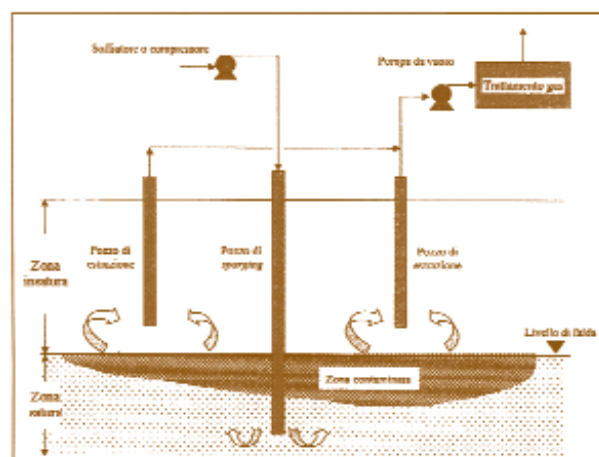 Soffiatore o compressore
Pompa da vuoto
Trattamento gas
Pozzo di
estrazione
Pozzo di
sparging
Pozzo di
estrazione
Zona
insatura
Livello di falda
Zona contaminata
Zona
satura